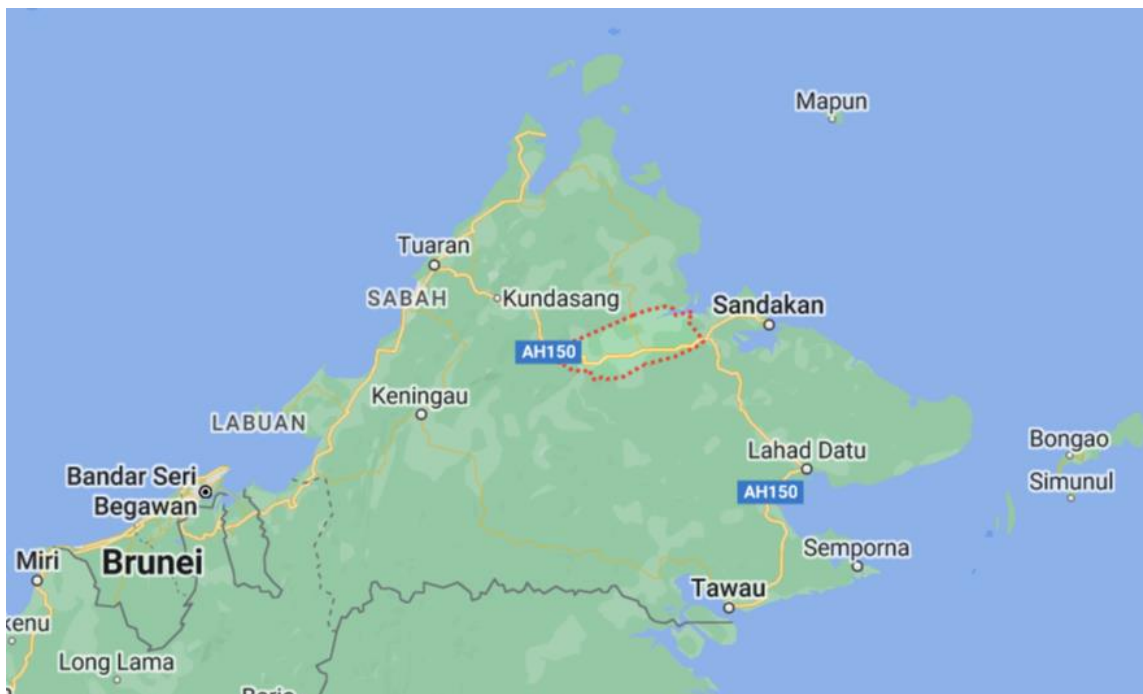 Mapun
Tuaran
SABAH
Kundasang
Sandakan
AH150
Keningau
LABUAN
Bandar Seri
Begawan
Lahad Datu
Bongao
AH150
Simunul
Brunei
Miri
Semporna
Tawau
kenu
Long Lama